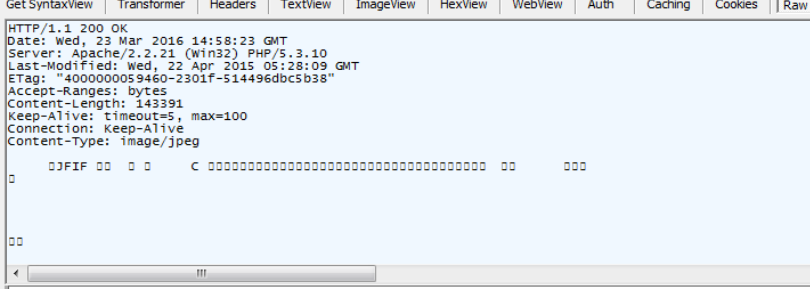 Get SyntaxView Transformer Headers TextView ImageView HexView WebView Auth Caching Cookies Raw
HTTP/1.1 200 OK
Date: Wed, 23 Mar 2016 14:58:23 GMT
Server: Apache/2.2.21 (Win32) PHP/5.3.10
Last-Modified: Wed, 22 Apr 2015 05:28:09 GMT
ETag: "4000000059460-2301f-514496dbc5b38"
Accept-Ranges: bytes
Content-Length: 143391
Keep-Alive: timeout=5, max=100
Connection: Keep-Alive
Content-Type: image/jpeg
JFIF C